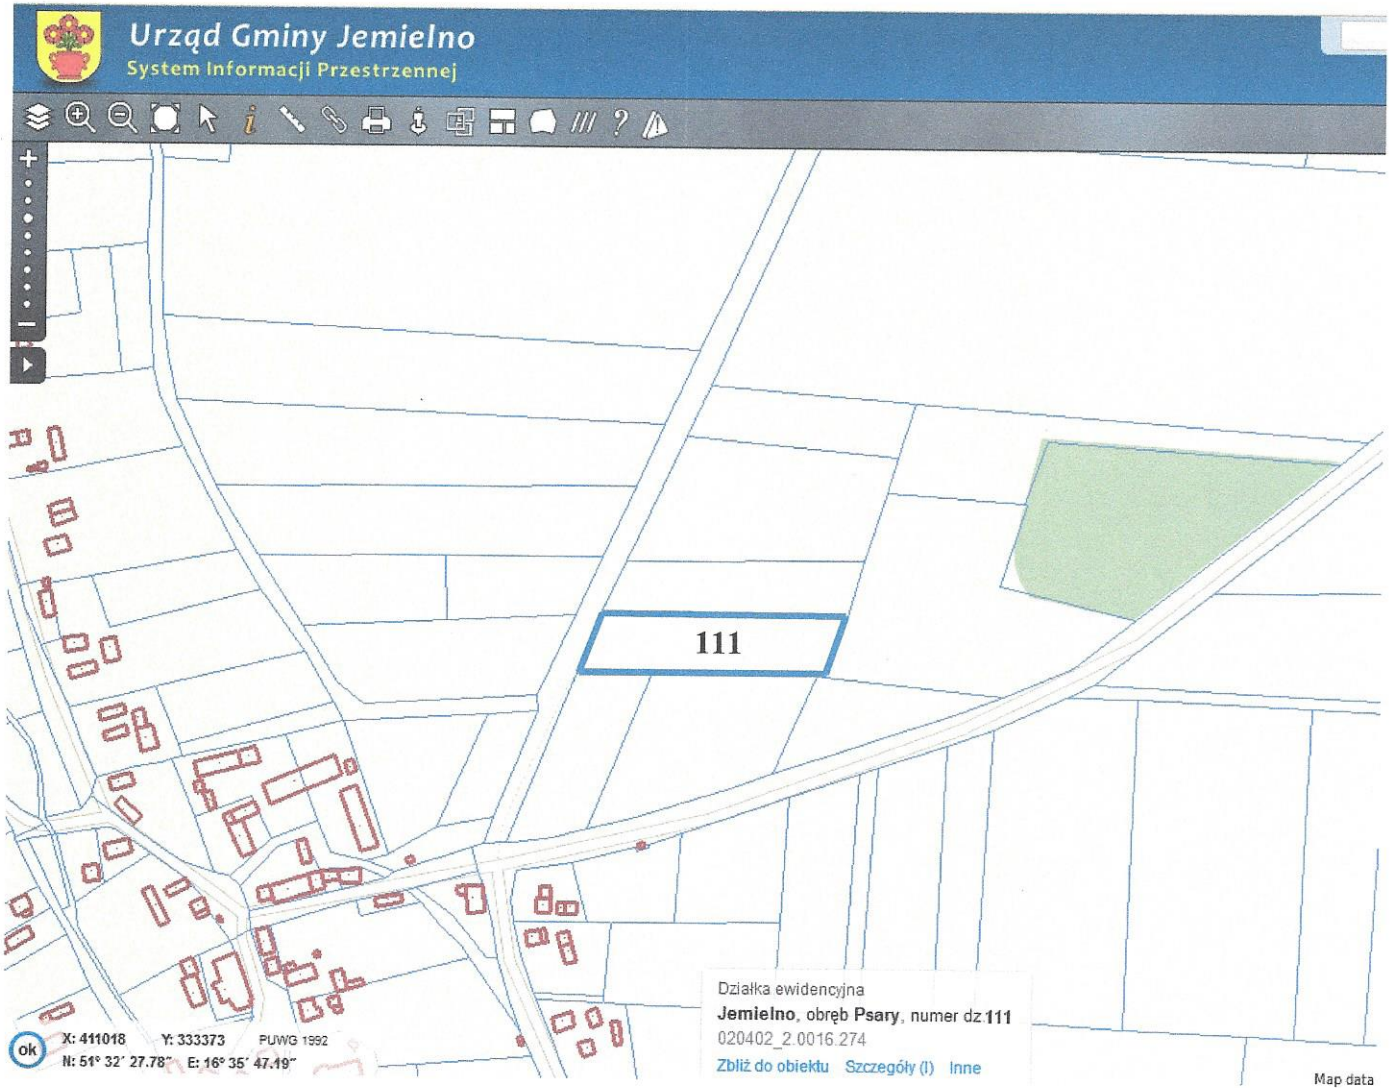 Urząd Gminy Jemielno
System Informacji Przestrzennej
111
Działka ewidencyjna
Jemielno, obręb Psary, numer dz 111
020402_2.0016.274
Zbliż do obiektu Szczegóły (I) Inne
ok
X: 411018 Y: 333373 PUWG 1992
N: 51° 32' 27.78" E: 16° 35' 47.19"
Map data